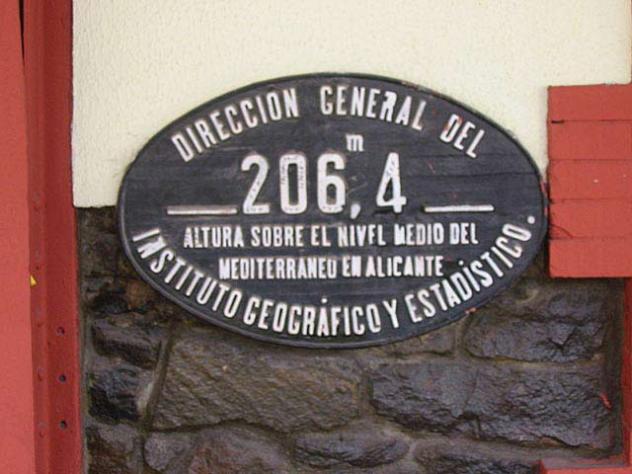 DIRECCION GENERAL DEL
206,4 m
ALTURA SOBRE EL NIVEL MEDIO DEL
MEDITERRANEO EN ALICANTE
INSTITUTO GEOGRÁFICO Y ESTADÍSTICO.